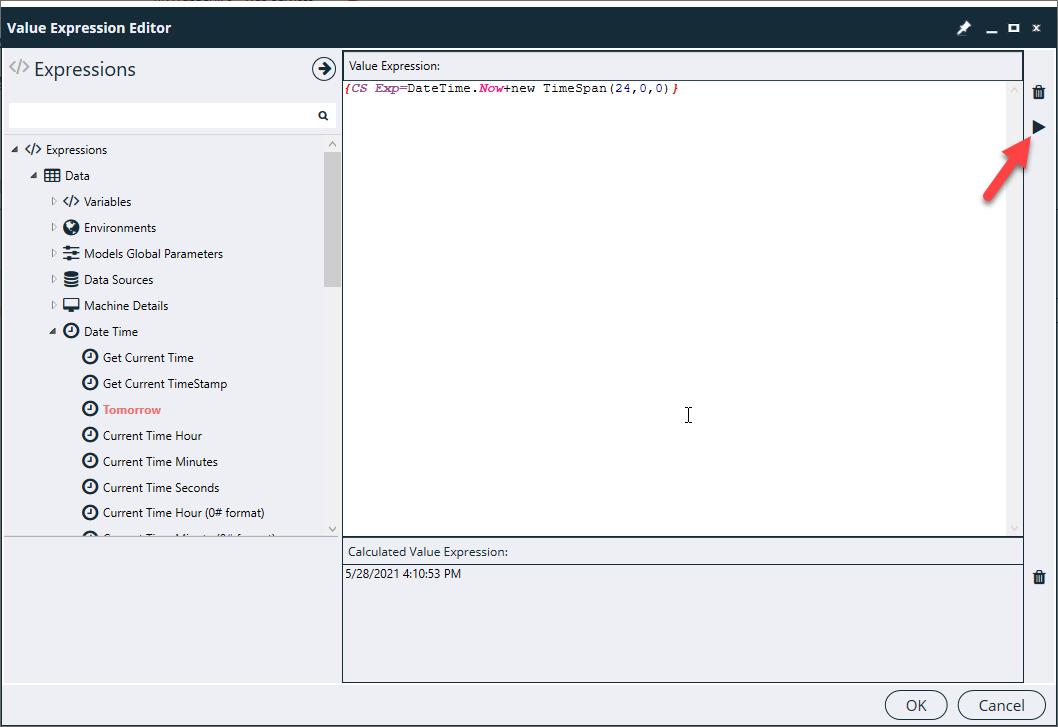 Value Expression Editor
Expressions
Value Expression:
{CS Exp=DateTime.Now+new TimeSpan(24,0,0)}
Expressions
Data
Variables
Environments
Models Global Parameters
Data Sources
Machine Details
Date Time
Get Current Time
Get Current TimeStamp
Tomorrow
Current Time Hour
Current Time Minutes
Current Time Seconds
Current Time Hour (0# format)
Calculated Value Expression:
5/28/2021 4:10:53 PM
OK
Cancel